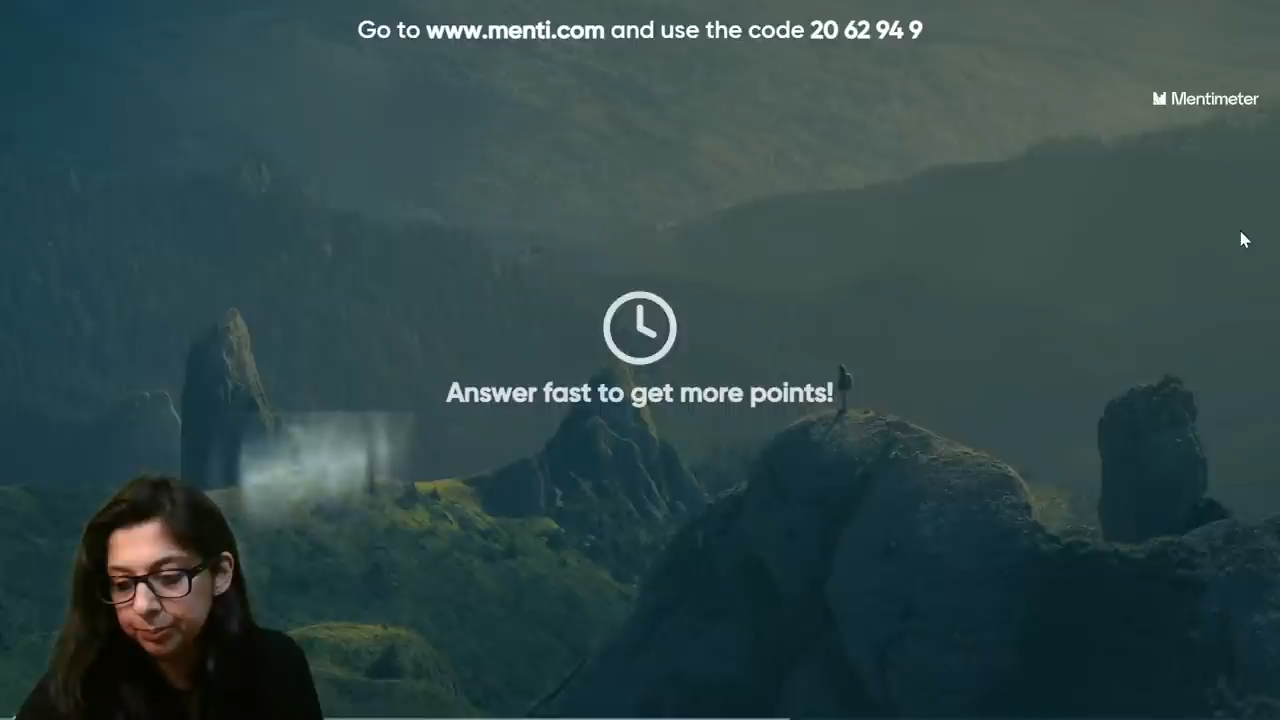 Go to www.menti.com and use the code 20 62 94 9
Mentimeter
Answer fast to get more points!